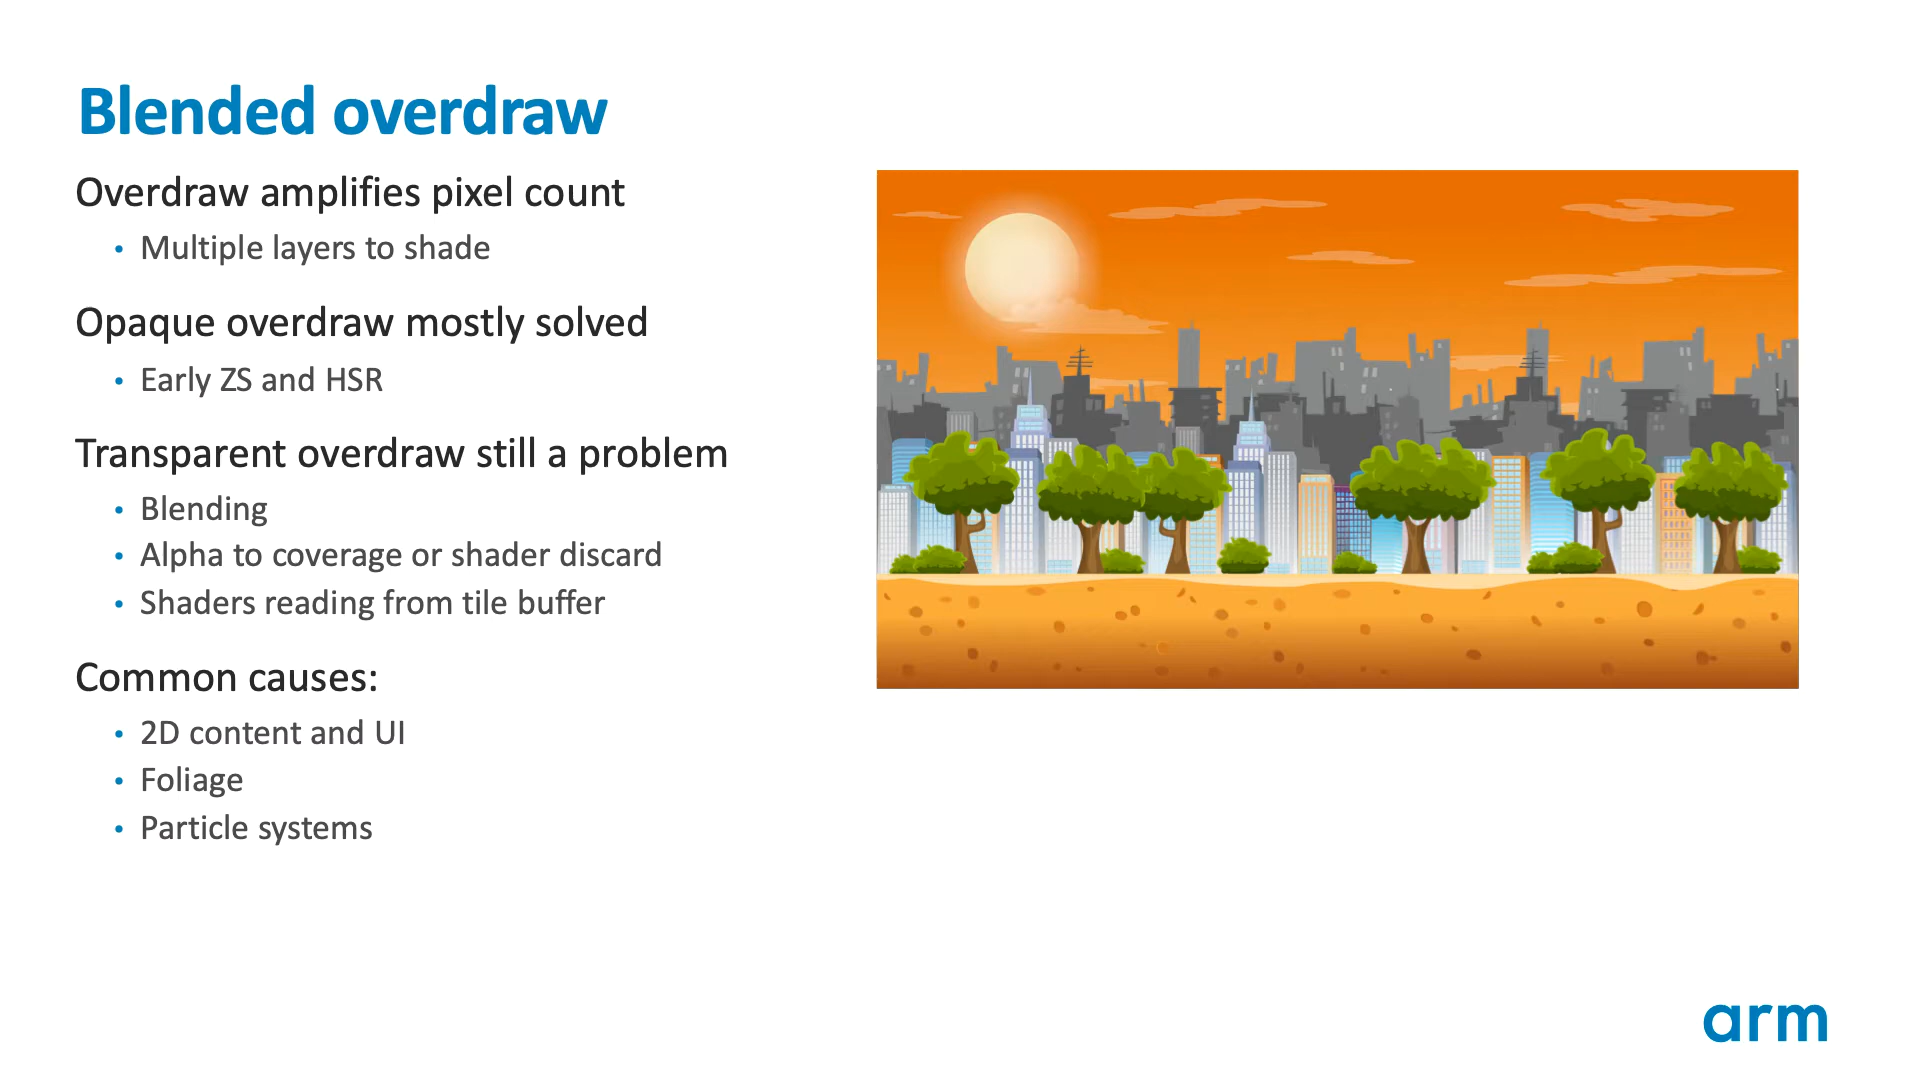 Blended overdraw
Overdraw amplifies pixel count
• Multiple layers to shade
Opaque overdraw mostly solved
• Early ZS and HSR
Transparent overdraw still a problem
• Blending
• Alpha to coverage or shader discard
• Shaders reading from tile buffer
Common causes:
• 2D content and UI
• Foliage
• Particle systems
arm